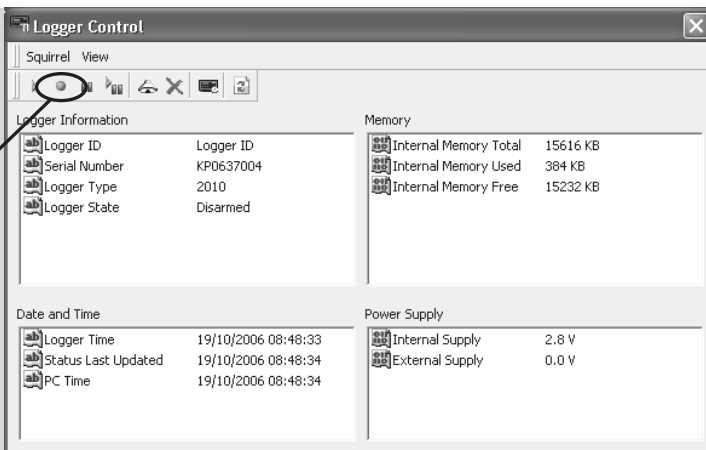 Logger Control
Squirrel View
Logger Information
Logger ID Logger ID
Serial Number KP0637004
Logger Type 2010
Logger State Disarmed
Memory
Internal Memory Total 15616 KB
Internal Memory Used 384 KB
Internal Memory Free 15232 KB
Date and Time
Logger Time 19/10/2006 08:48:33
Status Last Updated 19/10/2006 08:48:34
PC Time 19/10/2006 08:48:34
Power Supply
Internal Supply 2.8 V
External Supply 0.0 V